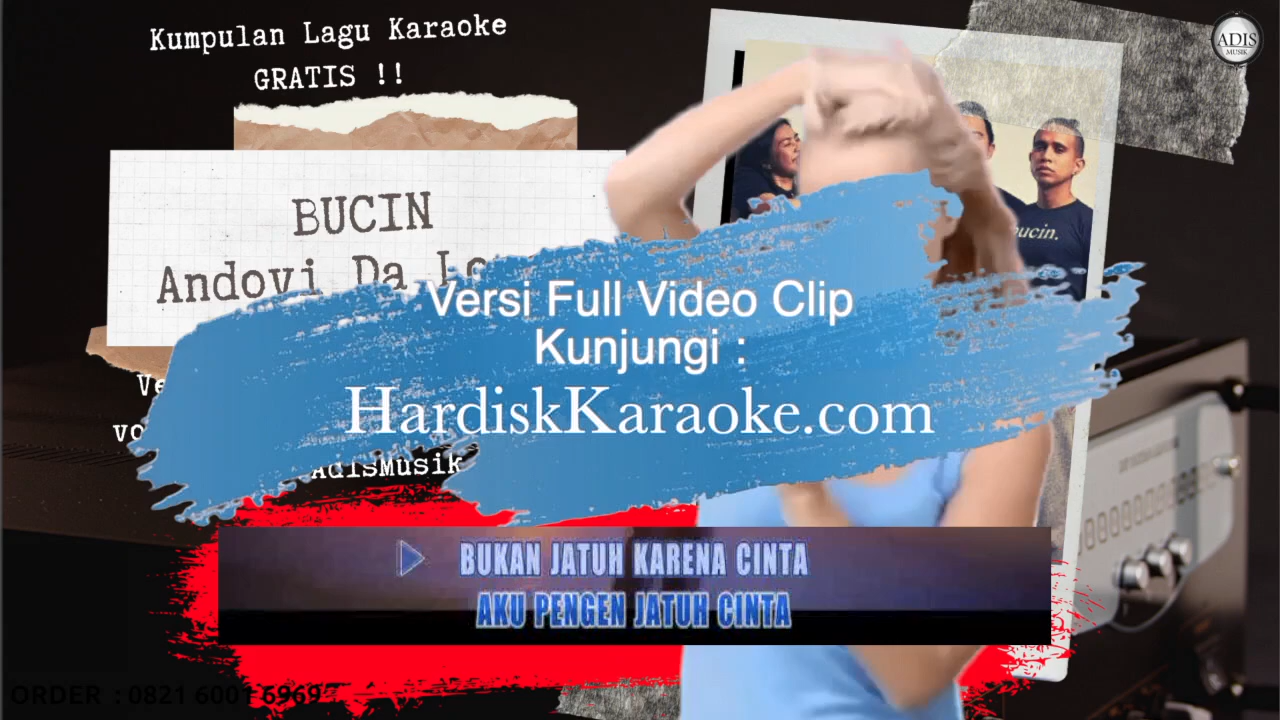 Kumpulan Lagu Karaoke
GRATIS !!
ADIS
MUSIK
BUCIN
Andovi Da
bucin.
Versi Full Video Clip
Kunjungi :
HardiskKaraoke.com
AdisMusik
BUKAN JATUH KARENA CINTA
AKU PENGEN JATUH CINTA
ORDER : 0821 6001 6969